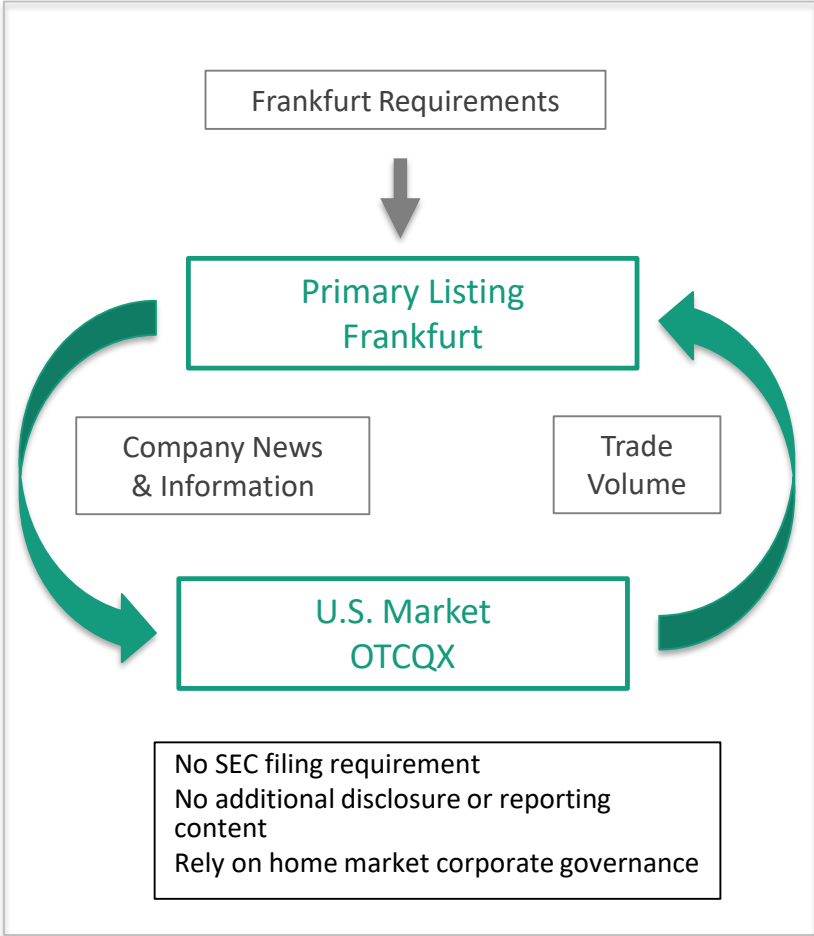 Frankfurt Requirements
Primary Listing
Frankfurt
Company News
& Information
Trade
Volume
U.S. Market
OTCQX
No SEC filing requirement
No additional disclosure or reporting
content
Rely on home market corporate governance